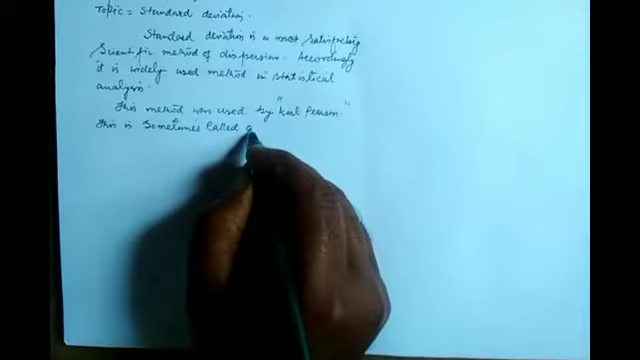 Topic = Standard deviation.
Standard deviation is a most satisfacting
Scientific method of dispersion. Accordingly
it is widely used method in statistical
analysis.
This method was used by "Karl Pearson."
This is Sometimes Called